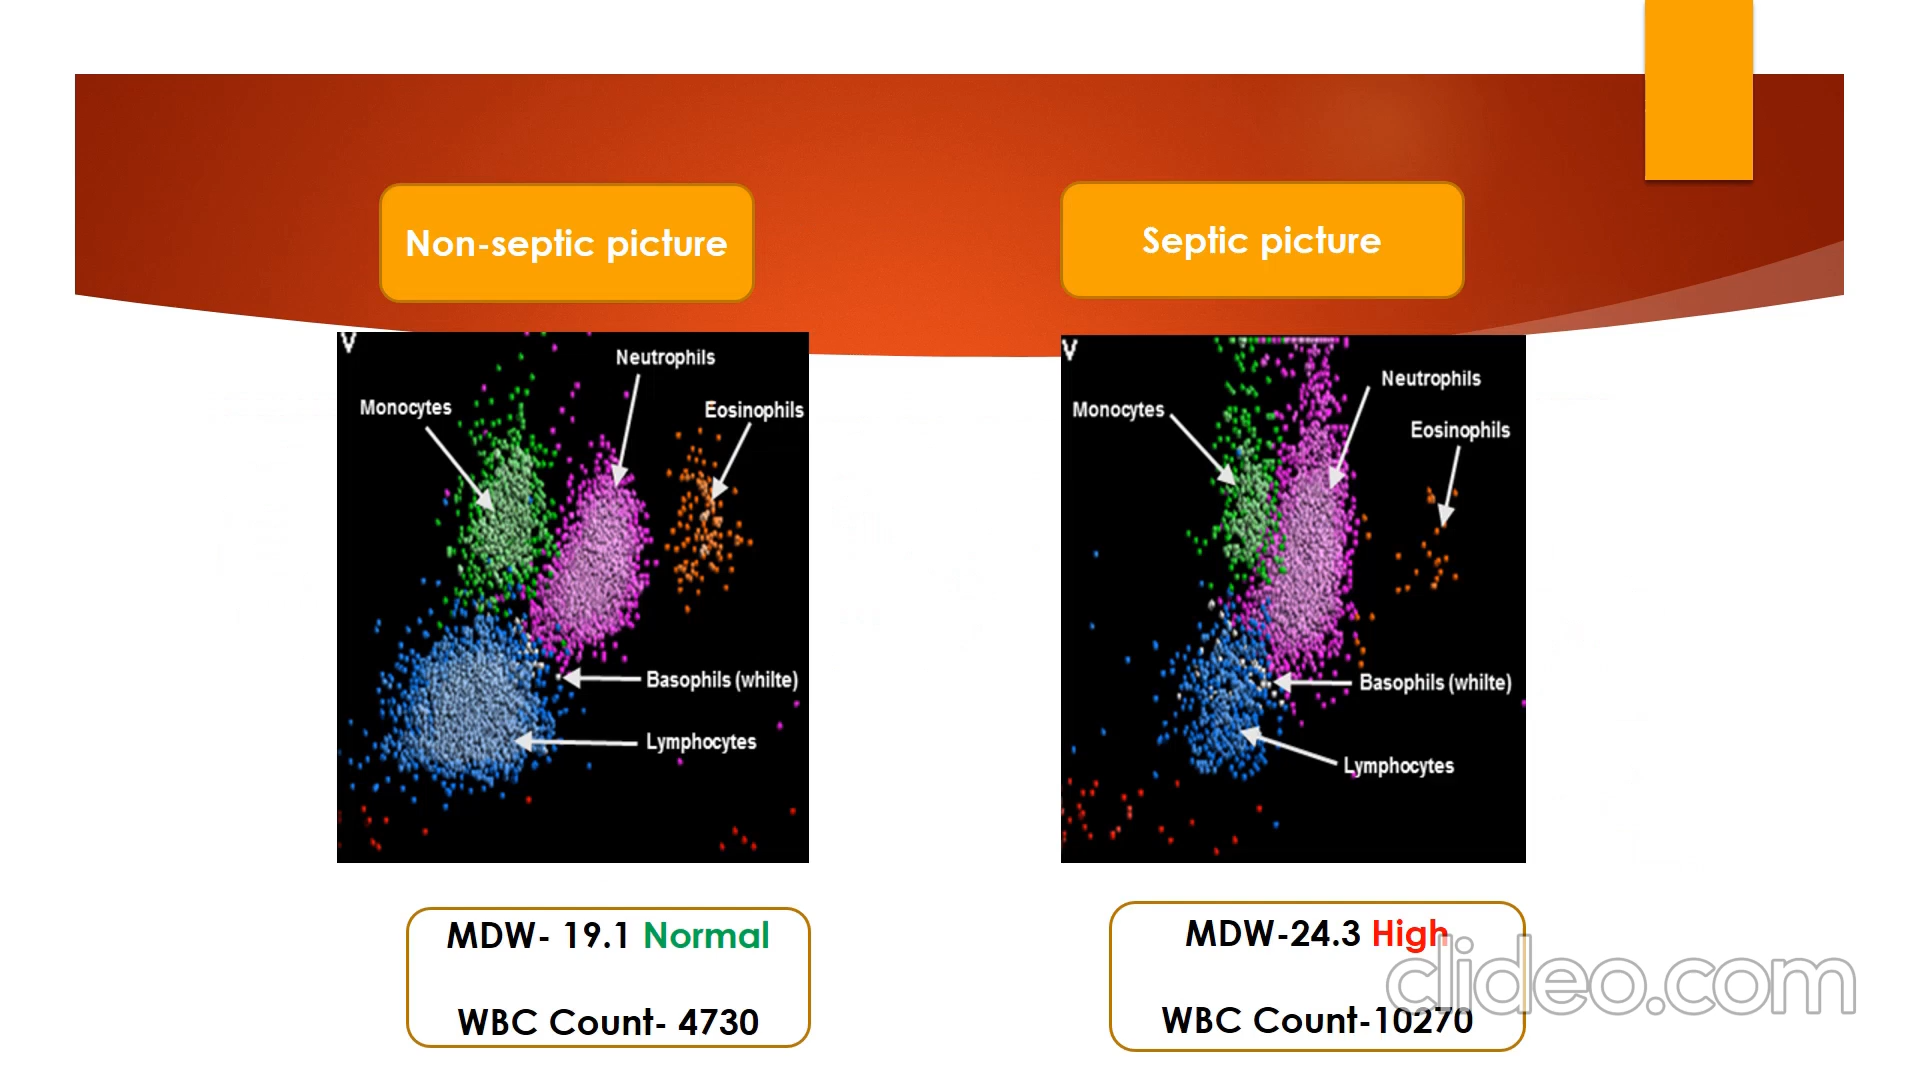 Non-septic picture
Septic picture
V
Neutrophils
Monocytes
Eosinophils
Basophils (whilte)
Lymphocytes
V
Neutrophils
Monocytes
Eosinophils
Basophils (whilte)
Lymphocytes
MDW- 19.1 Normal
WBC Count- 4730
MDW-24.3 High
WBC Count-10270
clideo.com